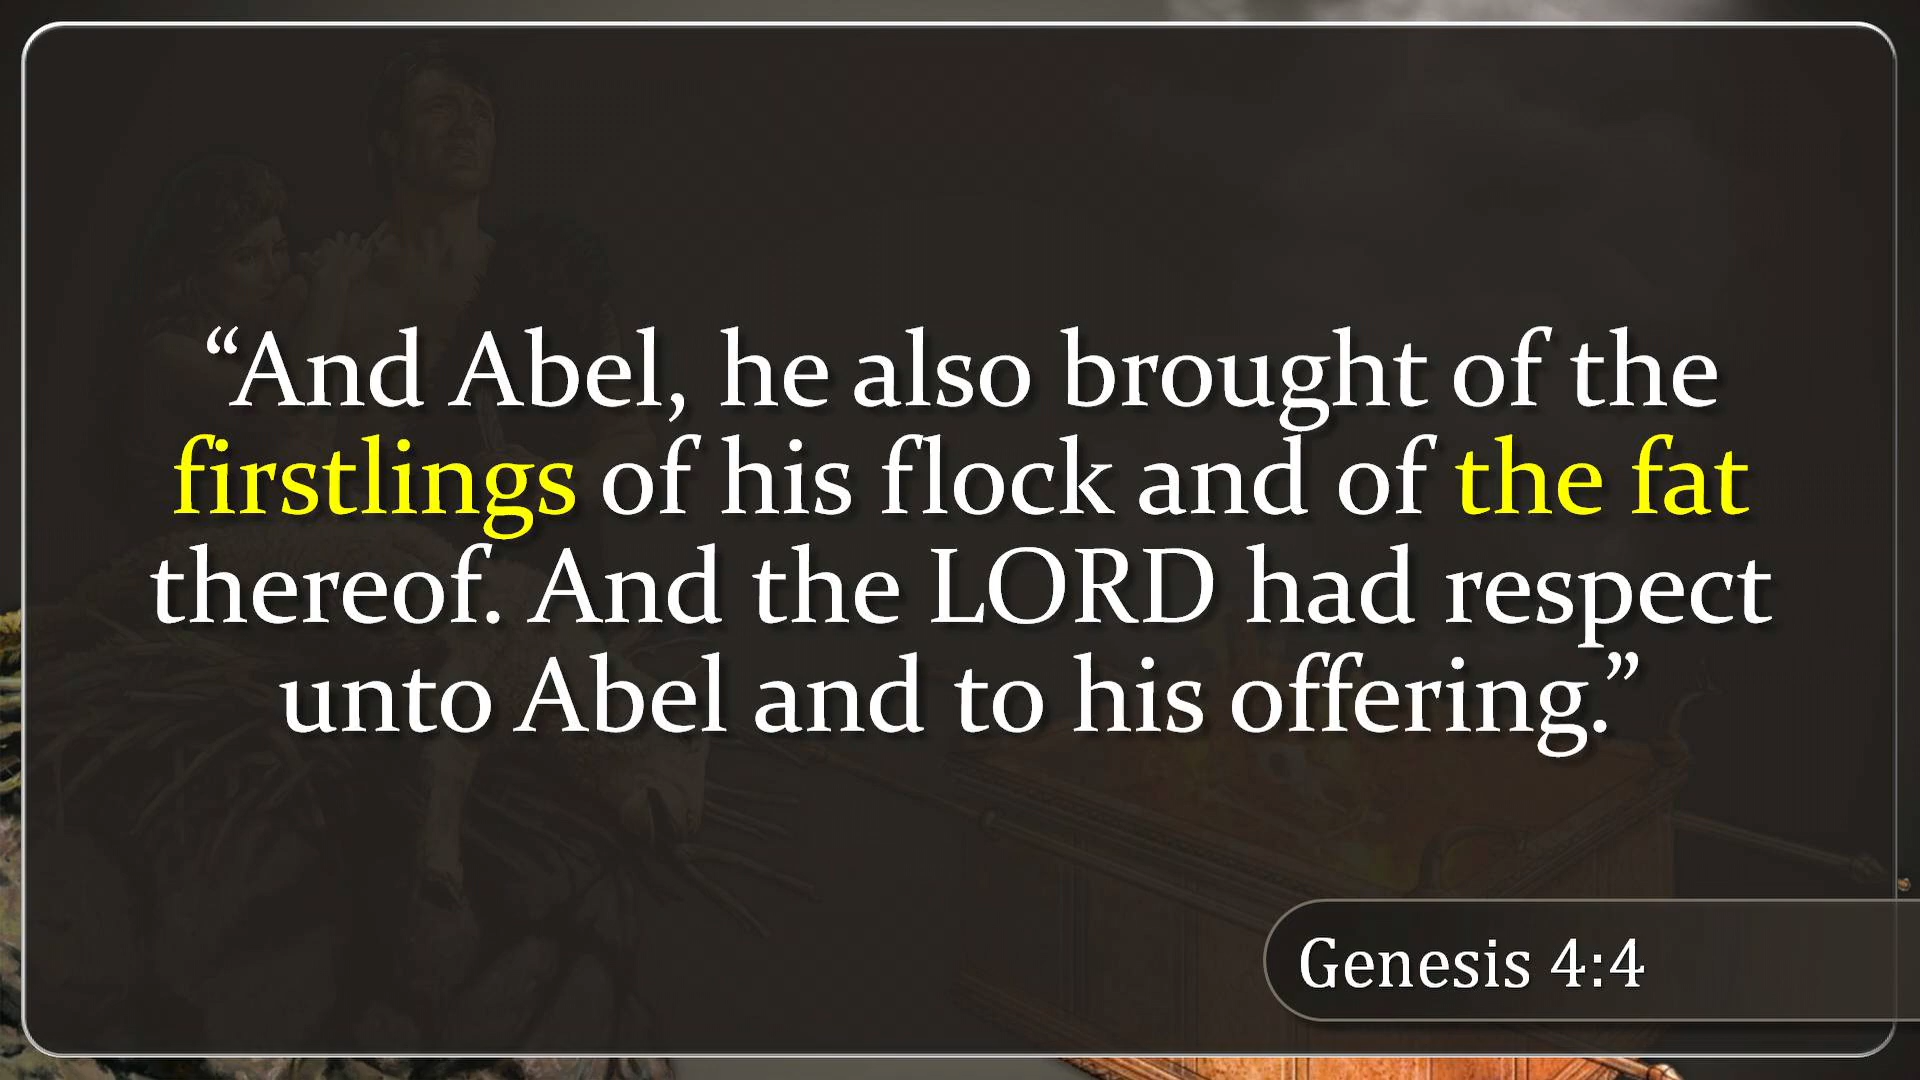 “And Abel, he also brought of the
firstlings of his flock and of the fat
thereof. And the LORD had respect
unto Abel and to his offering.”
Genesis 4:4